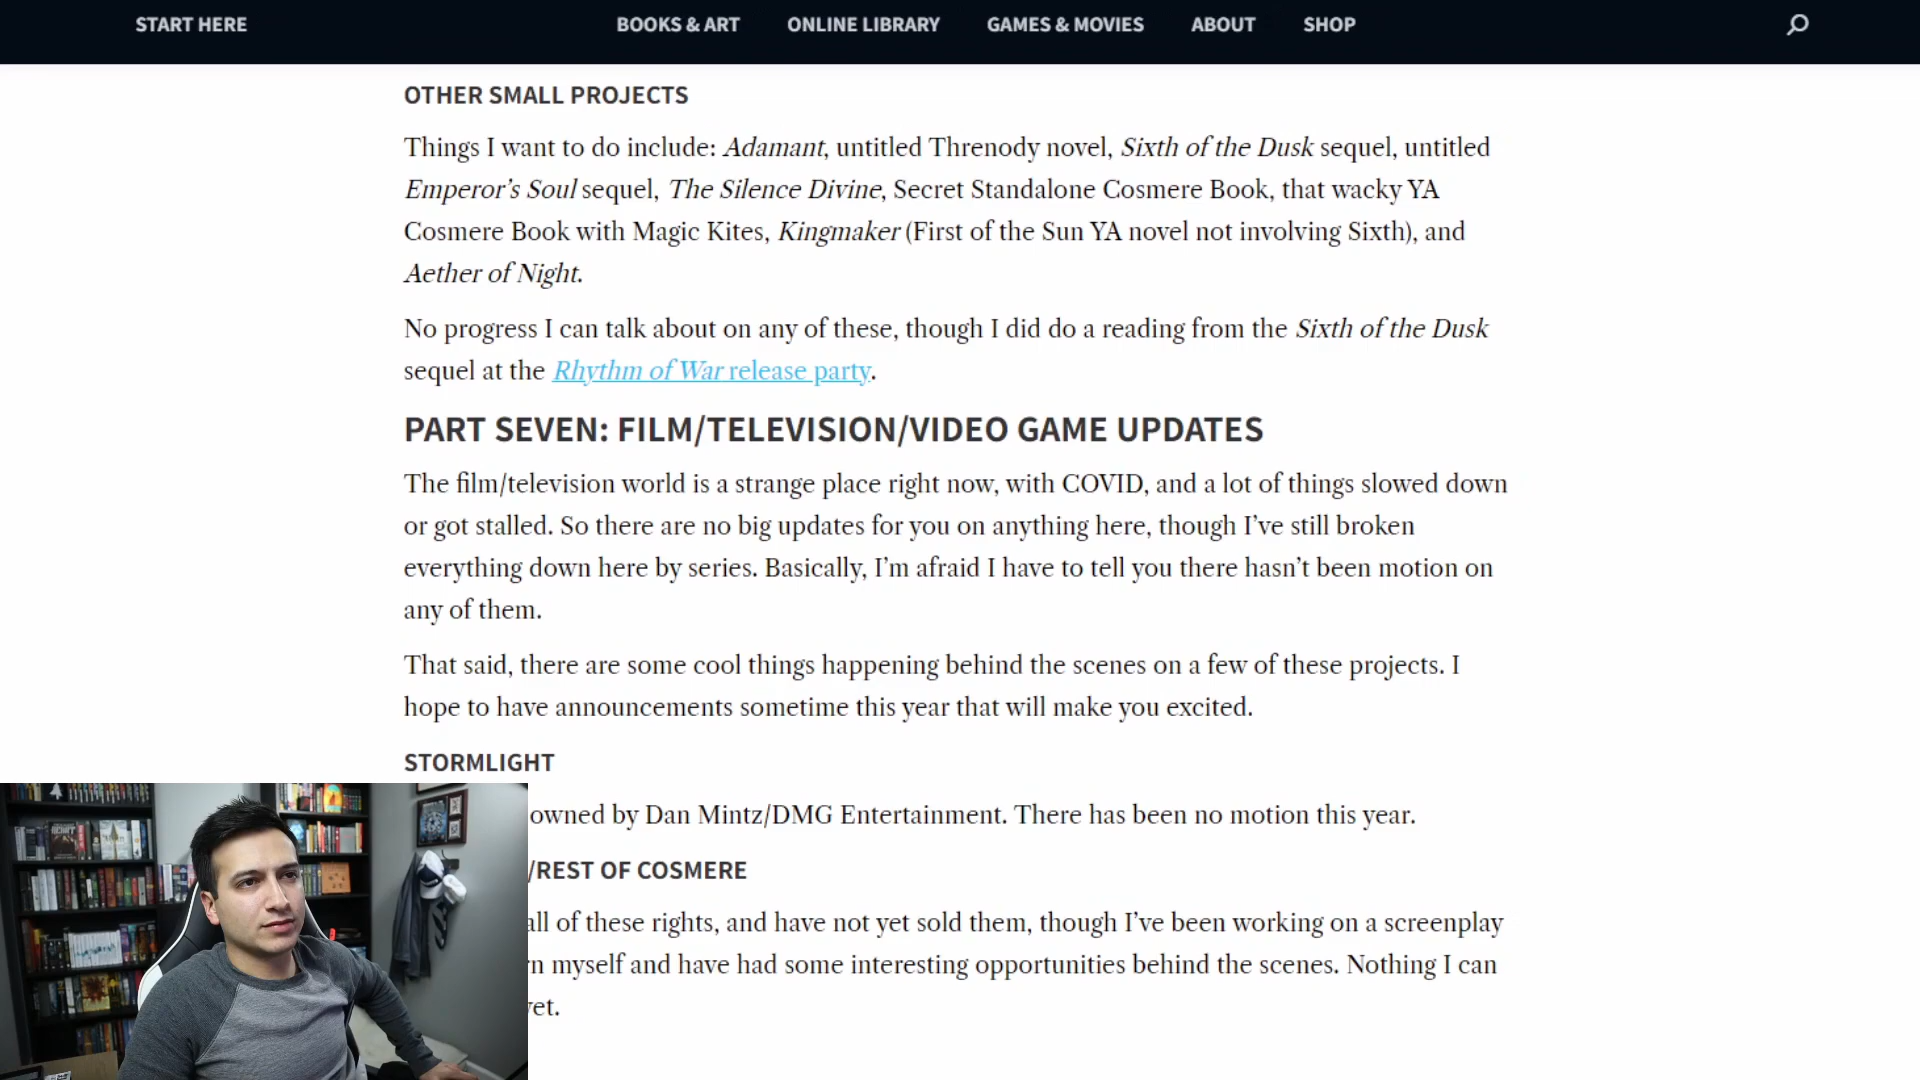 START HERE
BOOKS & ART
ONLINE LIBRARY
GAMES & MOVIES
ABOUT
SHOP
OTHER SMALL PROJECTS
Things I want to do include: Adamant, untitled Threnody novel, Sixth of the Dusk sequel, untitled
Emperor’s Soul sequel, The Silence Divine, Secret Standalone Cosmere Book, that wacky YA
Cosmere Book with Magic Kites, Kingmaker (First of the Sun YA novel not involving Sixth), and
Aether of Night.
No progress I can talk about on any of these, though I did do a reading from the Sixth of the Dusk
sequel at the Rhythm of War release party.
PART SEVEN: FILM/TELEVISION/VIDEO GAME UPDATES
The film/television world is a strange place right now, with COVID, and a lot of things slowed down
or got stalled. So there are no big updates for you on anything here, though I’ve still broken
everything down here by series. Basically, I’m afraid I have to tell you there hasn’t been motion on
any of them.
That said, there are some cool things happening behind the scenes on a few of these projects. I
hope to have announcements sometime this year that will make you excited.
STORMLIGHT
owned by Dan Mintz/DMG Entertainment. There has been no motion this year.
/REST OF COSMERE
all of these rights, and have not yet sold them, though I’ve been working on a screenplay
myself and have had some interesting opportunities behind the scenes. Nothing I can
yet.